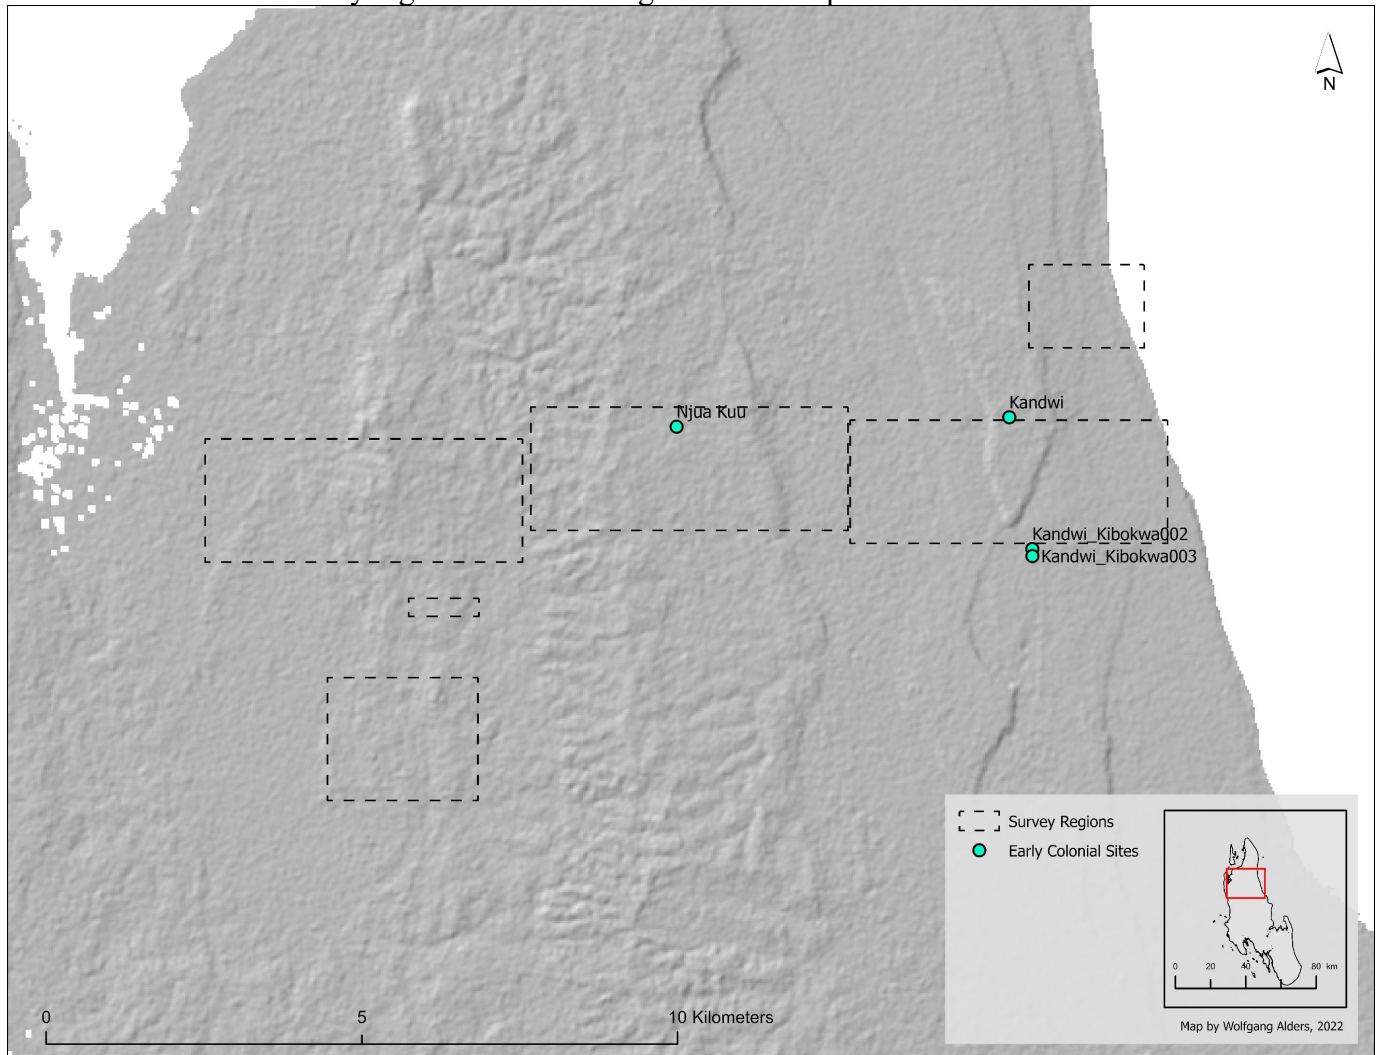 N
Kandwi
Njua Kuu
Kandwi_Kibokwa002
Kandwi_Kibokwa003
Survey Regions
Early Colonial Sites
0 20 40 80 km
0 5 10 Kilometers
Map by Wolfgang Alders, 2022